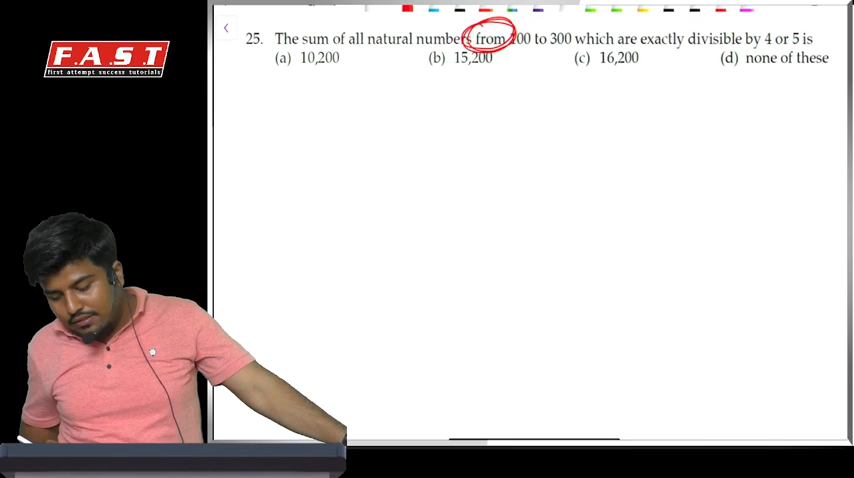 F.A.S.T
first attempt success tutorials
25. The sum of all natural numbers from 100 to 300 which are exactly divisible by 4 or 5 is
(a) 10,200 (b) 15,200 (c) 16,200 (d) none of these